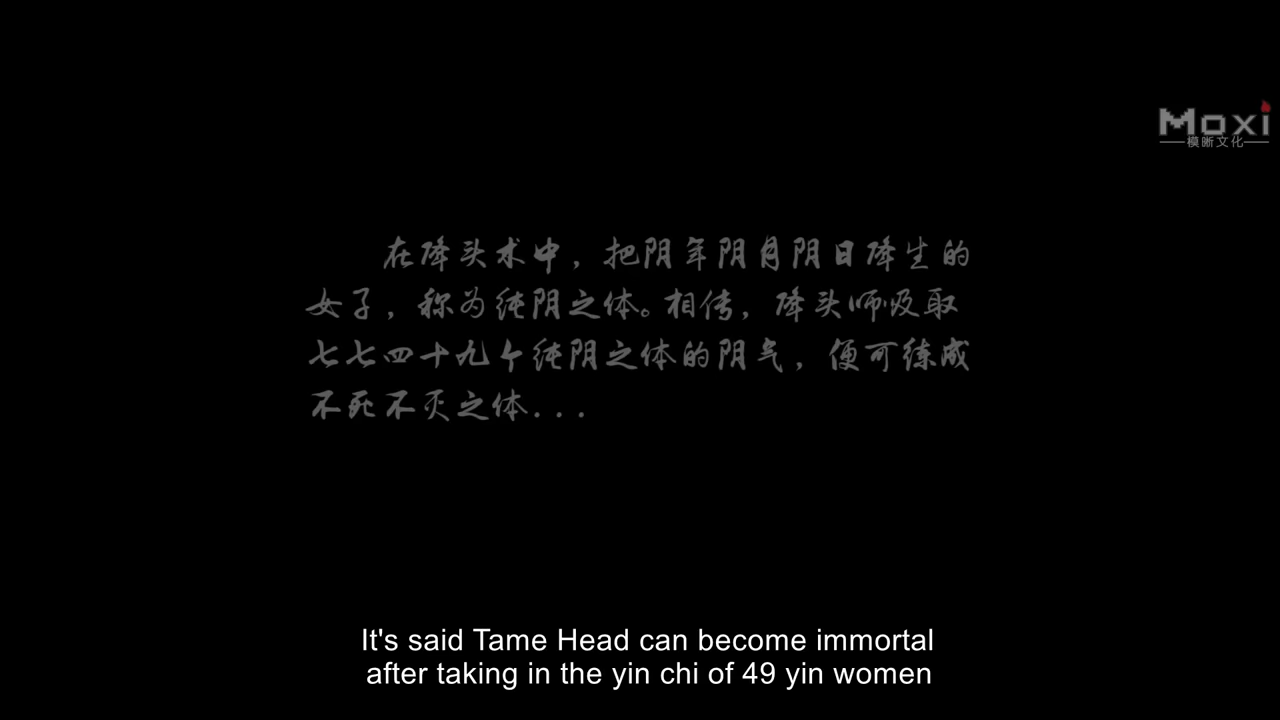 Moxi
模晰文化
在降头术中，把阴年阴月阴日降生的
女子，称为纯阴之体。相传，降头师吸取
七七四十九个纯阴之体的阴气，便可练成
不死不灭之体...
It's said Tame Head can become immortal
after taking in the yin chi of 49 yin women